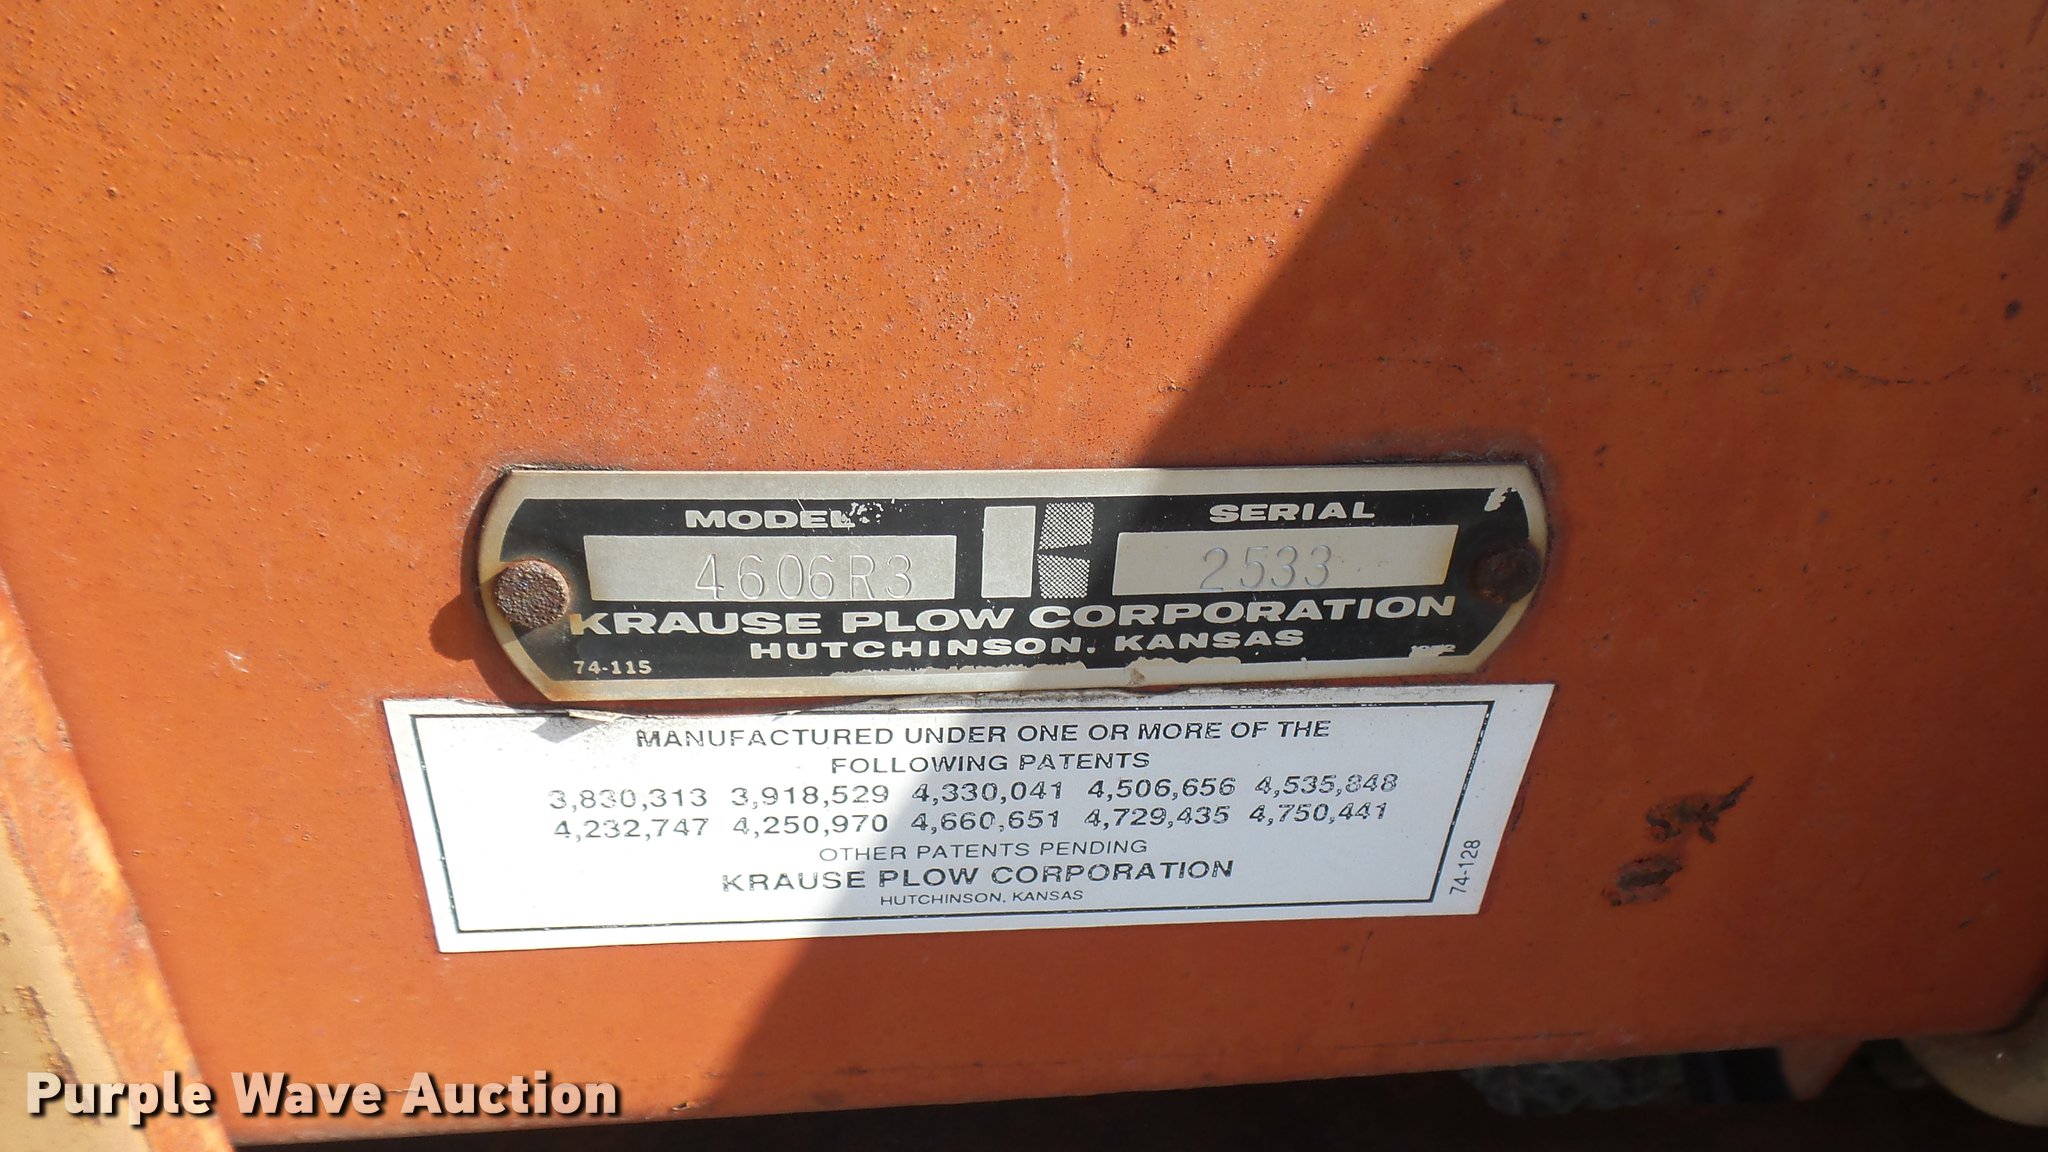 MODEL SERIAL
4606R3 2533
KRAUSE PLOW CORPORATION
HUTCHINSON, KANSAS
74-115
MANUFACTURED UNDER ONE OR MORE OF THE
FOLLOWING PATENTS
3,830,313 3,918,529 4,330,041 4,506,656 4,535,848
4,232,747 4,250,970 4,660,651 4,729,435 4,750,441
OTHER PATENTS PENDING
KRAUSE PLOW CORPORATION
HUTCHINSON, KANSAS
74-128
Purple Wave Auction